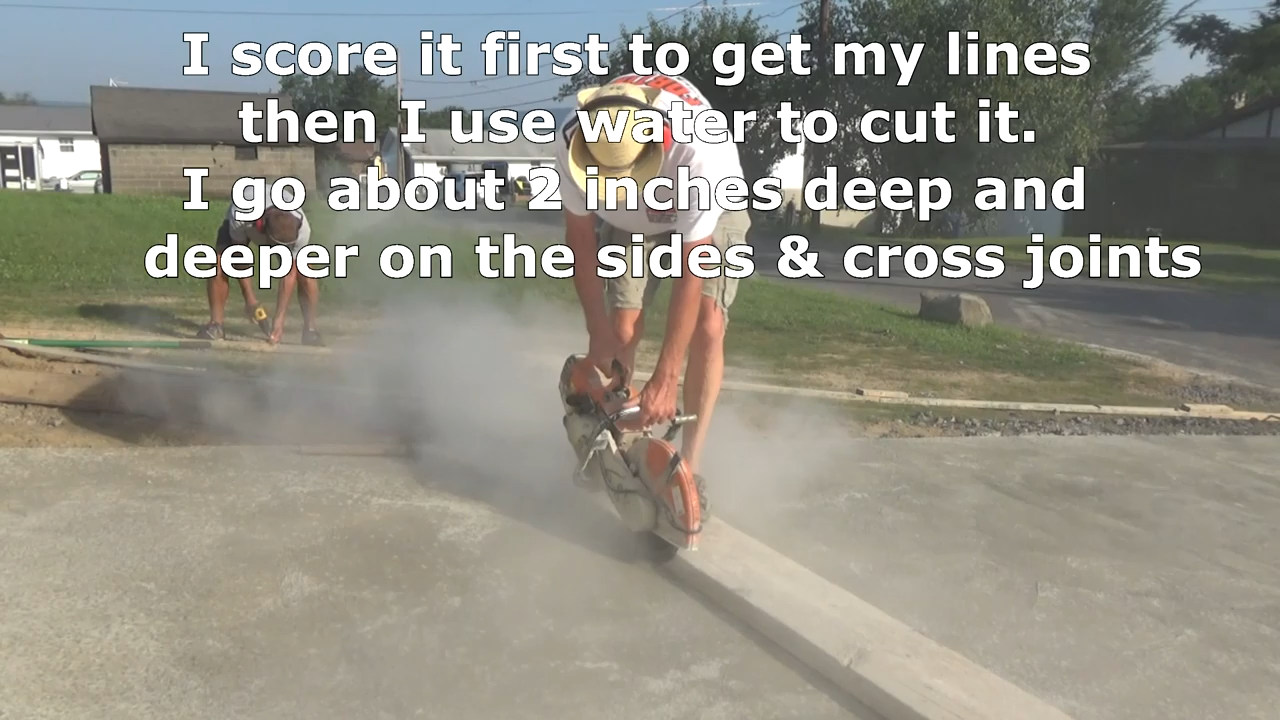 I score it first to get my lines
then I use water to cut it.
I go about 2 inches deep and
deeper on the sides & cross joints